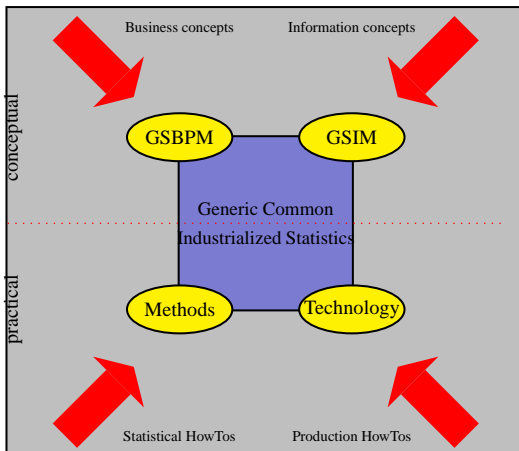 Business concepts
Information concepts
conceptual
GSBPM
GSIM
Generic Common
Industrialized Statistics
practical
Methods
Technology
Statistical HowTos
Production HowTos